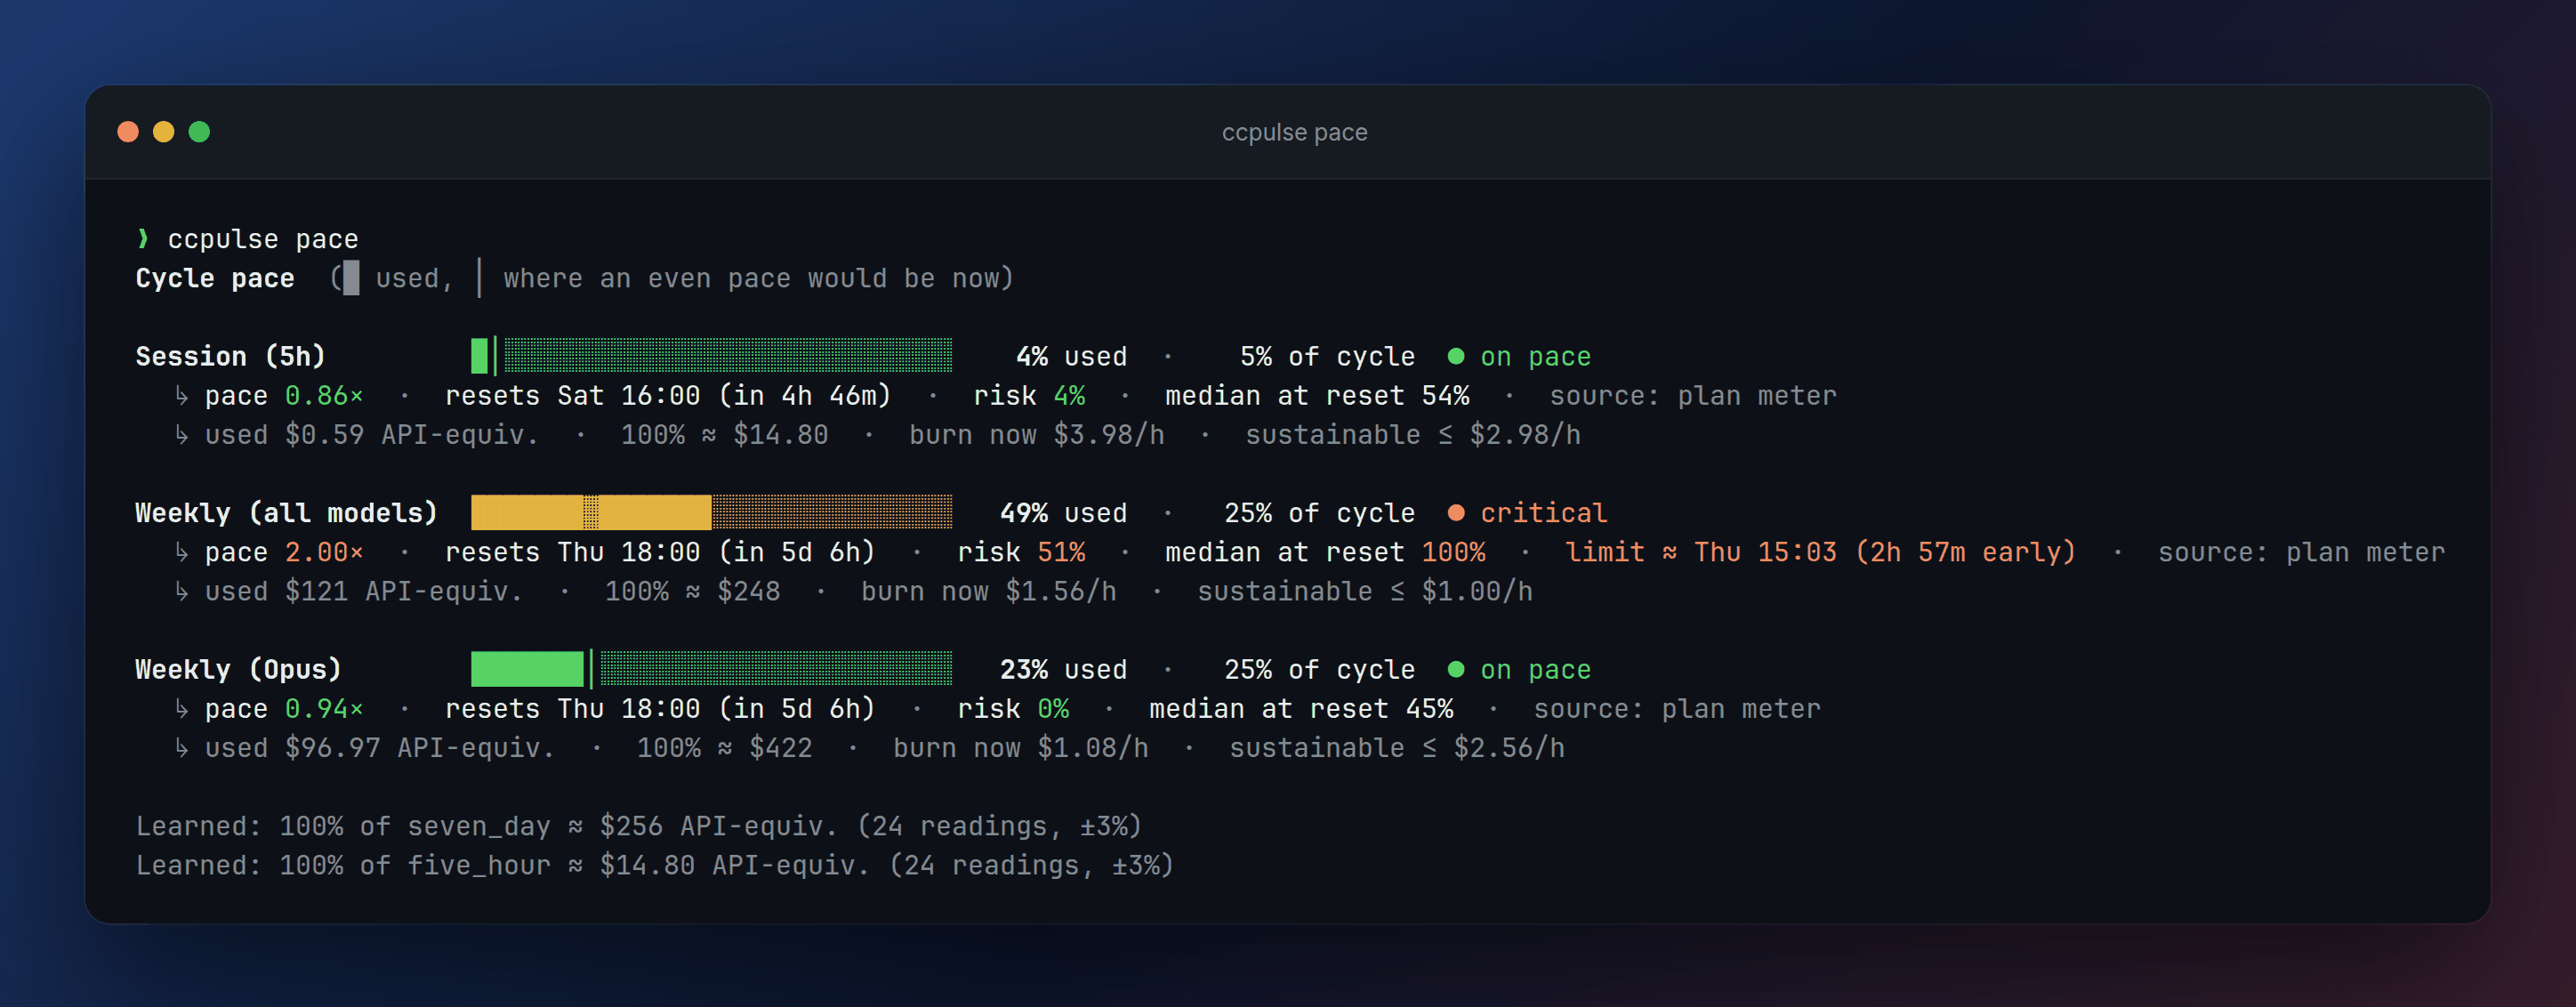 ccpulse pace
❯ ccpulse pace
Cycle pace  (█ used, │ where an even pace would be now)
Session (5h)  4% used  ·  5% of cycle  ● on pace
↳ pace 0.86×  ·  resets Sat 16:00 (in 4h 46m)  ·  risk 4%  ·  median at reset 54%  ·  source: plan meter
↳ used $0.59 API-equiv.  ·  100% ≈ $14.80  ·  burn now $3.98/h  ·  sustainable ≤ $2.98/h
Weekly (all models)  49% used  ·  25% of cycle  ● critical
↳ pace 2.00×  ·  resets Thu 18:00 (in 5d 6h)  ·  risk 51%  ·  median at reset 100%  ·  limit ≈ Thu 15:03 (2h 57m early)  ·  source: plan meter
↳ used $121 API-equiv.  ·  100% ≈ $248  ·  burn now $1.56/h  ·  sustainable ≤ $1.00/h
Weekly (Opus)  23% used  ·  25% of cycle  ● on pace
↳ pace 0.94×  ·  resets Thu 18:00 (in 5d 6h)  ·  risk 0%  ·  median at reset 45%  ·  source: plan meter
↳ used $96.97 API-equiv.  ·  100% ≈ $422  ·  burn now $1.08/h  ·  sustainable ≤ $2.56/h
Learned: 100% of seven_day ≈ $256 API-equiv. (24 readings, ±3%)
Learned: 100% of five_hour ≈ $14.80 API-equiv. (24 readings, ±3%)